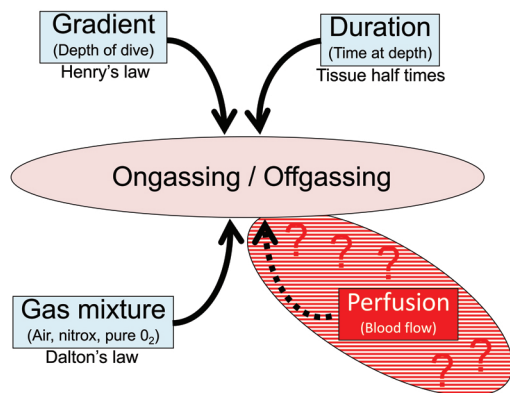 Gradient
(Depth of dive)
Henry's law
Duration
(Time at depth)
Tissue half times
Ongassing / Offgassing
? ? ?
Perfusion
(Blood flow)
? ?
Gas mixture
(Air, nitrox, pure 0₂)
Dalton's law